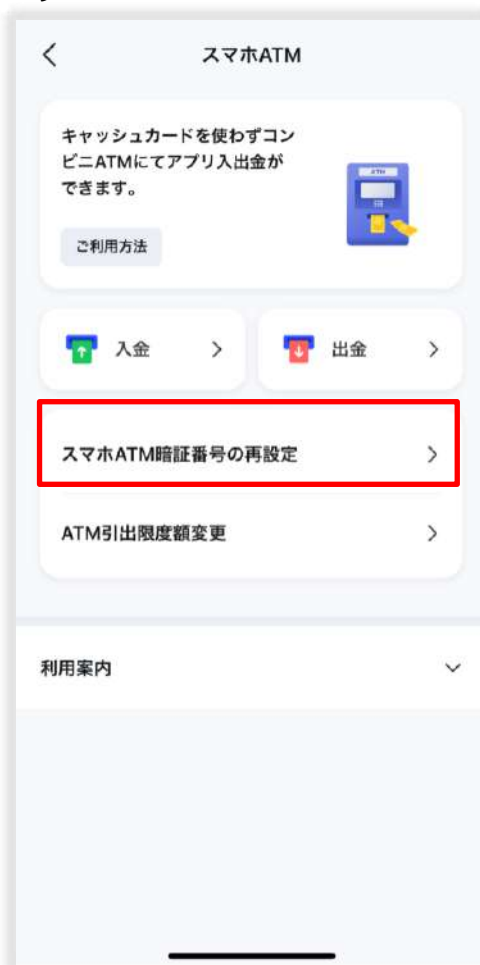 スマホATM
キャッシュカードを使わずコン
ビニATMにてアプリ入出金が
できます。
ATM
ご利用方法
入金
出金
スマホATM暗証番号の再設定
ATM引出限度額変更
利用案内